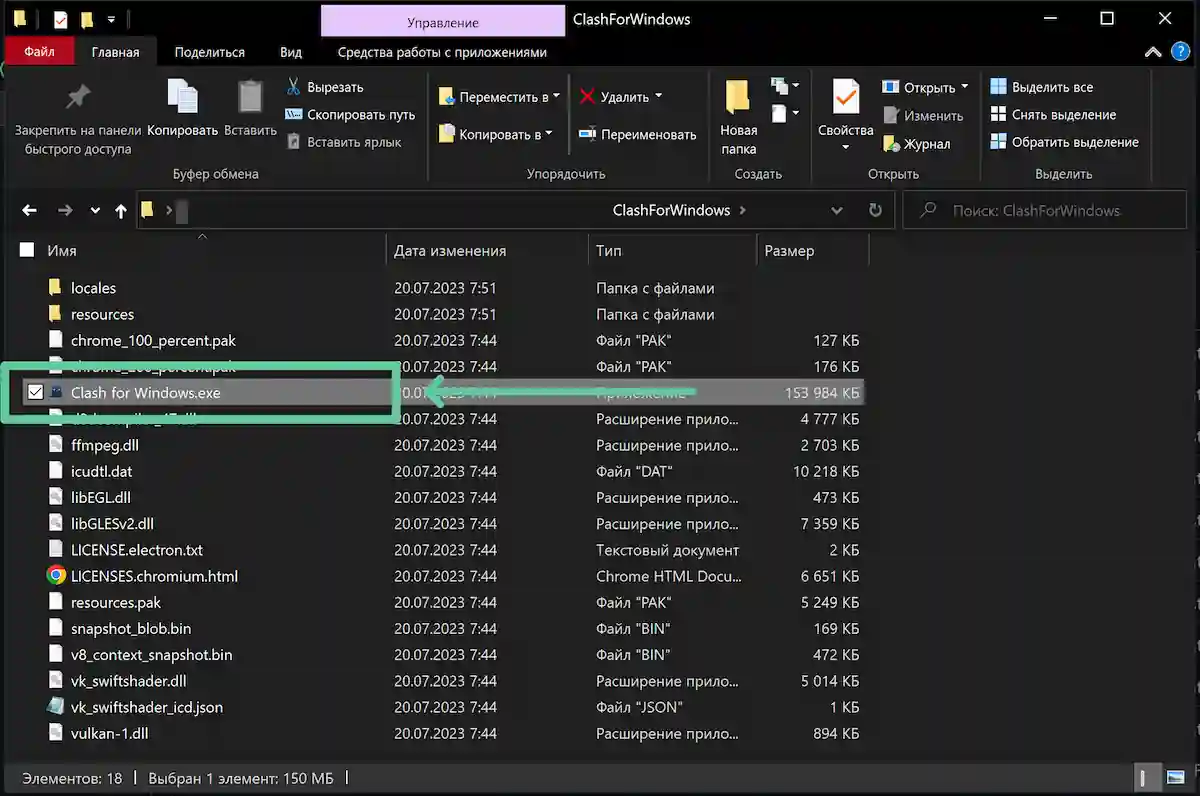 Управление
ClashForWindows
Файл
Главная
Поделиться
Вид
Средства работы с приложениями
Закрепить на панели быстрого доступа
Копировать
Вставить
Вырезать
Скопировать путь
Вставить ярлык
Буфер обмена
Переместить в
Копировать в
Удалить
Переименовать
Упорядочить
Новая папка
Создать
Свойства
Открыть
Изменить
Журнал
Открыть
Выделить все
Снять выделение
Обратить выделение
Выделить
ClashForWindows
Поиск: ClashForWindows
Имя Дата изменения Тип Размер
locales 20.07.2023 7:51 Папка с файлами
resources 20.07.2023 7:51 Папка с файлами
chrome_100_percent.pak 20.07.2023 7:44 Файл "PAK" 127 КБ
20.07.2023 7:44 Файл "PAK" 176 КБ
Clash for Windows.exe 153 984 КБ
20.07.2023 7:44 Расширение прило... 4 777 КБ
ffmpeg.dll 20.07.2023 7:44 Расширение прило... 2 703 КБ
icudtl.dat 20.07.2023 7:44 Файл "DAT" 10 218 КБ
libEGL.dll 20.07.2023 7:44 Расширение прило... 473 КБ
libGLESv2.dll 20.07.2023 7:44 Расширение прило... 7 359 КБ
LICENSE.electron.txt 20.07.2023 7:44 Текстовый документ 2 КБ
LICENSES.chromium.html 20.07.2023 7:44 Chrome HTML Docu... 6 651 КБ
resources.pak 20.07.2023 7:44 Файл "PAK" 5 249 КБ
snapshot_blob.bin 20.07.2023 7:44 Файл "BIN" 169 КБ
v8_context_snapshot.bin 20.07.2023 7:44 Файл "BIN" 472 КБ
vk_swiftshader.dll 20.07.2023 7:44 Расширение прило... 5 014 КБ
vk_swiftshader_icd.json 20.07.2023 7:44 Файл "JSON" 1 КБ
vulkan-1.dll 20.07.2023 7:44 Расширение прило... 894 КБ
Элементов: 18
Выбран 1 элемент: 150 МБ